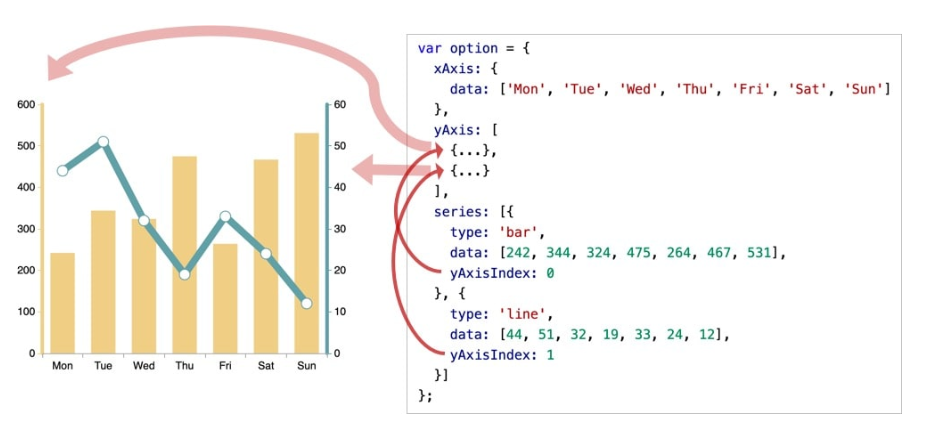 600
500
400
300
200
100
0
60
50
40
30
20
10
0
Mon Tue Wed Thu Fri Sat Sun
var option = {
  xAxis: {
    data: ['Mon', 'Tue', 'Wed', 'Thu', 'Fri', 'Sat', 'Sun']
  },
  yAxis: [
    {...},
    {...}
  ],
  series: [{
    type: 'bar',
    data: [242, 344, 324, 475, 264, 467, 531],
    yAxisIndex: 0
  }, {
    type: 'line',
    data: [44, 51, 32, 19, 33, 24, 12],
    yAxisIndex: 1
  }]
};